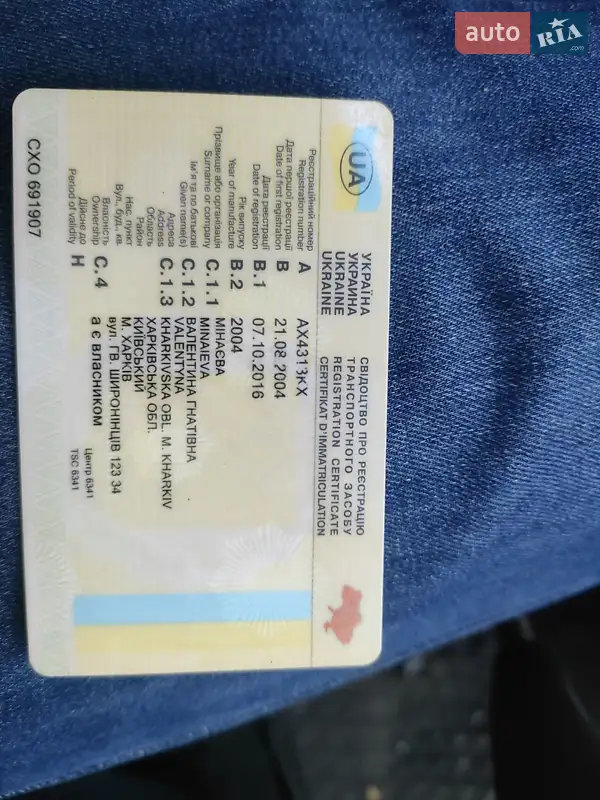 auto RIA .com
UA
УКРАЇНА
УКРАИНА
UKRAINE
UKRAINE
СВІДОЦТВО ПРО РЕЄСТРАЦІЮ
ТРАНСПОРТНОГО ЗАСОБУ
REGISTRATION CERTIFICATE
CERTIFIKAT D'IMMATRICULATION
Реєстраційний номер
Registration number A AX4313KX
Дата першої реєстрації
Date of first registration B 21.08.2004
Дата реєстрації
Date of registration B.1 07.10.2016
Рік випуску
Year of manufacture B.2 2004
Прізвище або організація C.1.1 МІНАЄВА
Surname or company MINAIEVA
Ім'я та по батькові C.1.2 ВАЛЕНТИНА ГНАТІВНА
Given name(s) VALENTYNA
Адреса C.1.3 KHARKIVSKA OBL. M. KHARKIV
Address
Область ХАРКІВСЬКА ОБЛ.
Район КИЇВСЬКИЙ
Нас. пункт М. ХАРКІВ
Вул., буд., кв. вул. ГВ. ШИРОНІНЦІВ 123 34
Власність C.4 а є власником
Ownership
Дійсне до H
Period of validity
Центр 6341
TSC 6341
CXO 691907